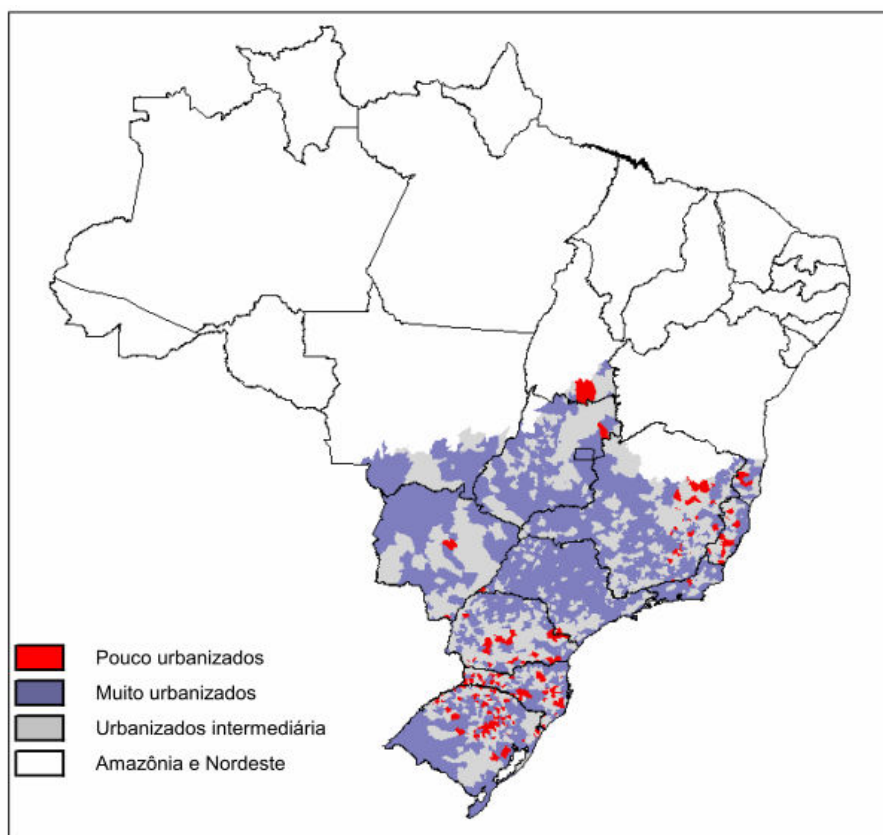 Pouco urbanizados
Muito urbanizados
Urbanizados intermediária
Amazônia e Nordeste